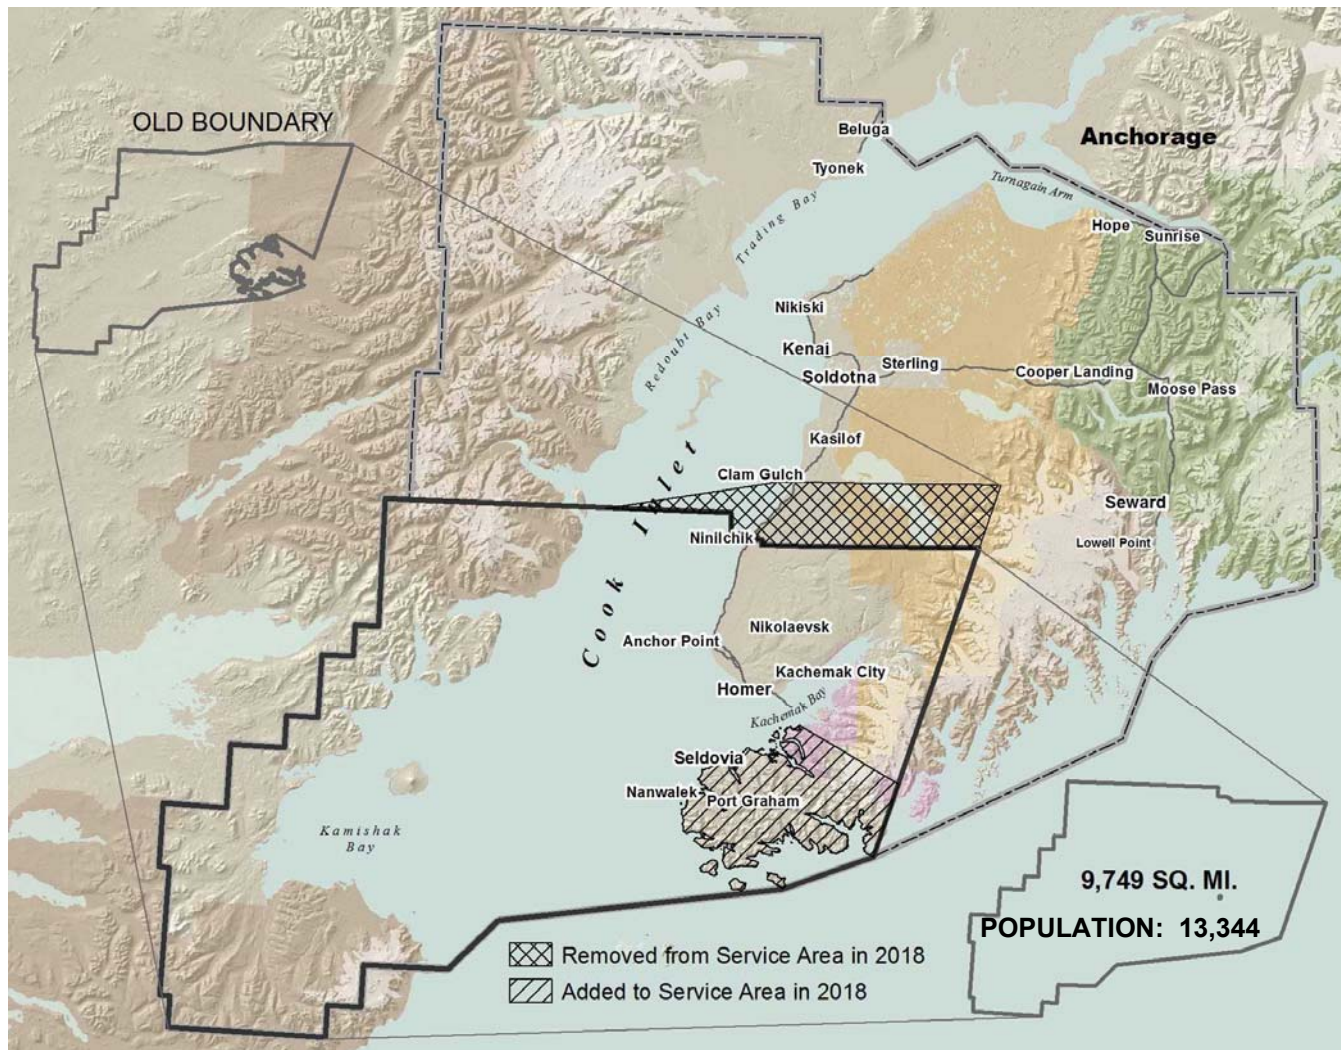 OLD BOUNDARY
Beluga
Anchorage
Tyonek
Turnagain Arm
Trading Bay
Hope
Sunrise
Nikiski
Redoubt Bay
Kenai
Sterling
Soldotna
Cooper Landing
Moose Pass
Kasilof
Clam Gulch
Cook Inlet
Seward
Ninilchik
Lowell Point
Nikolaevsk
Anchor Point
Kachemak City
Homer
Kachemak Bay
Seldovia
Nanwalek
Port Graham
Kamishak
Bay
9,749 SQ. MI.
POPULATION: 13,344
Removed from Service Area in 2018
Added to Service Area in 2018